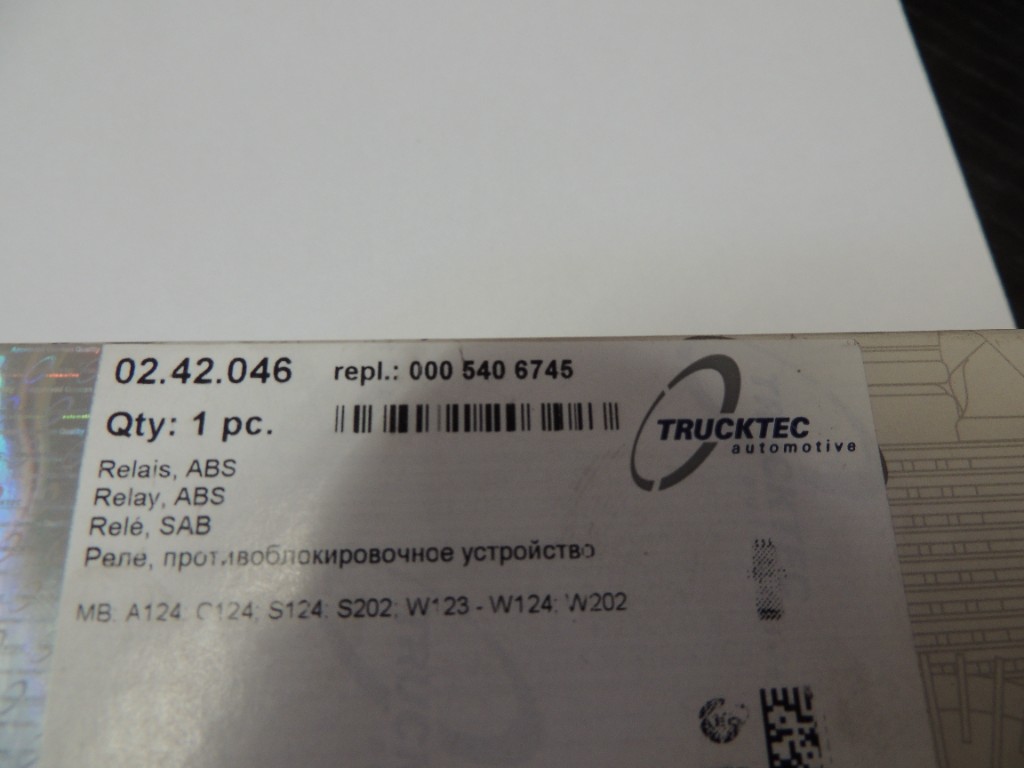 02.42.046 repl.: 000 540 6745
Qty: 1 pc.
TRUCKTEC
automotive
Relais, ABS
Relay, ABS
Relé, SAB
Реле, противоблокировочное устройство
MB: A124; C124; S124; S202; W123 - W124; W202